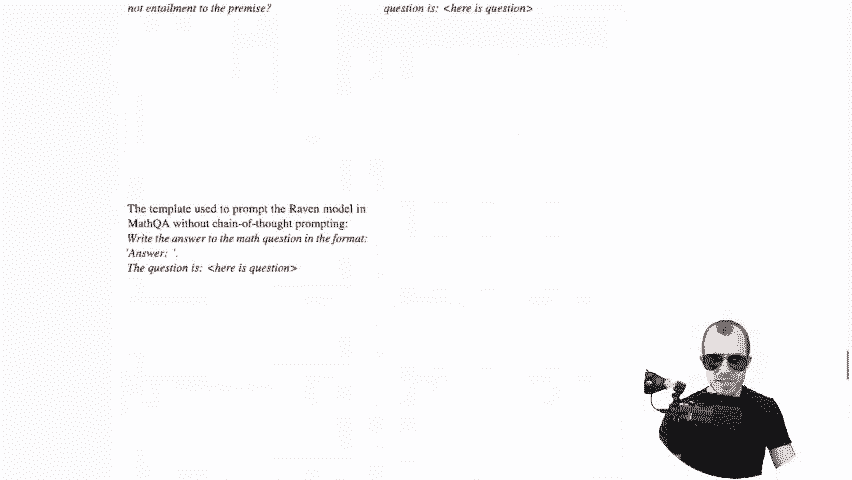 not entailment to the premise?
question is: <here is question>
The template used to prompt the Raven model in
MathQA without chain-of-thought prompting:
Write the answer to the math question in the format:
'Answer: '.
The question is: <here is question>